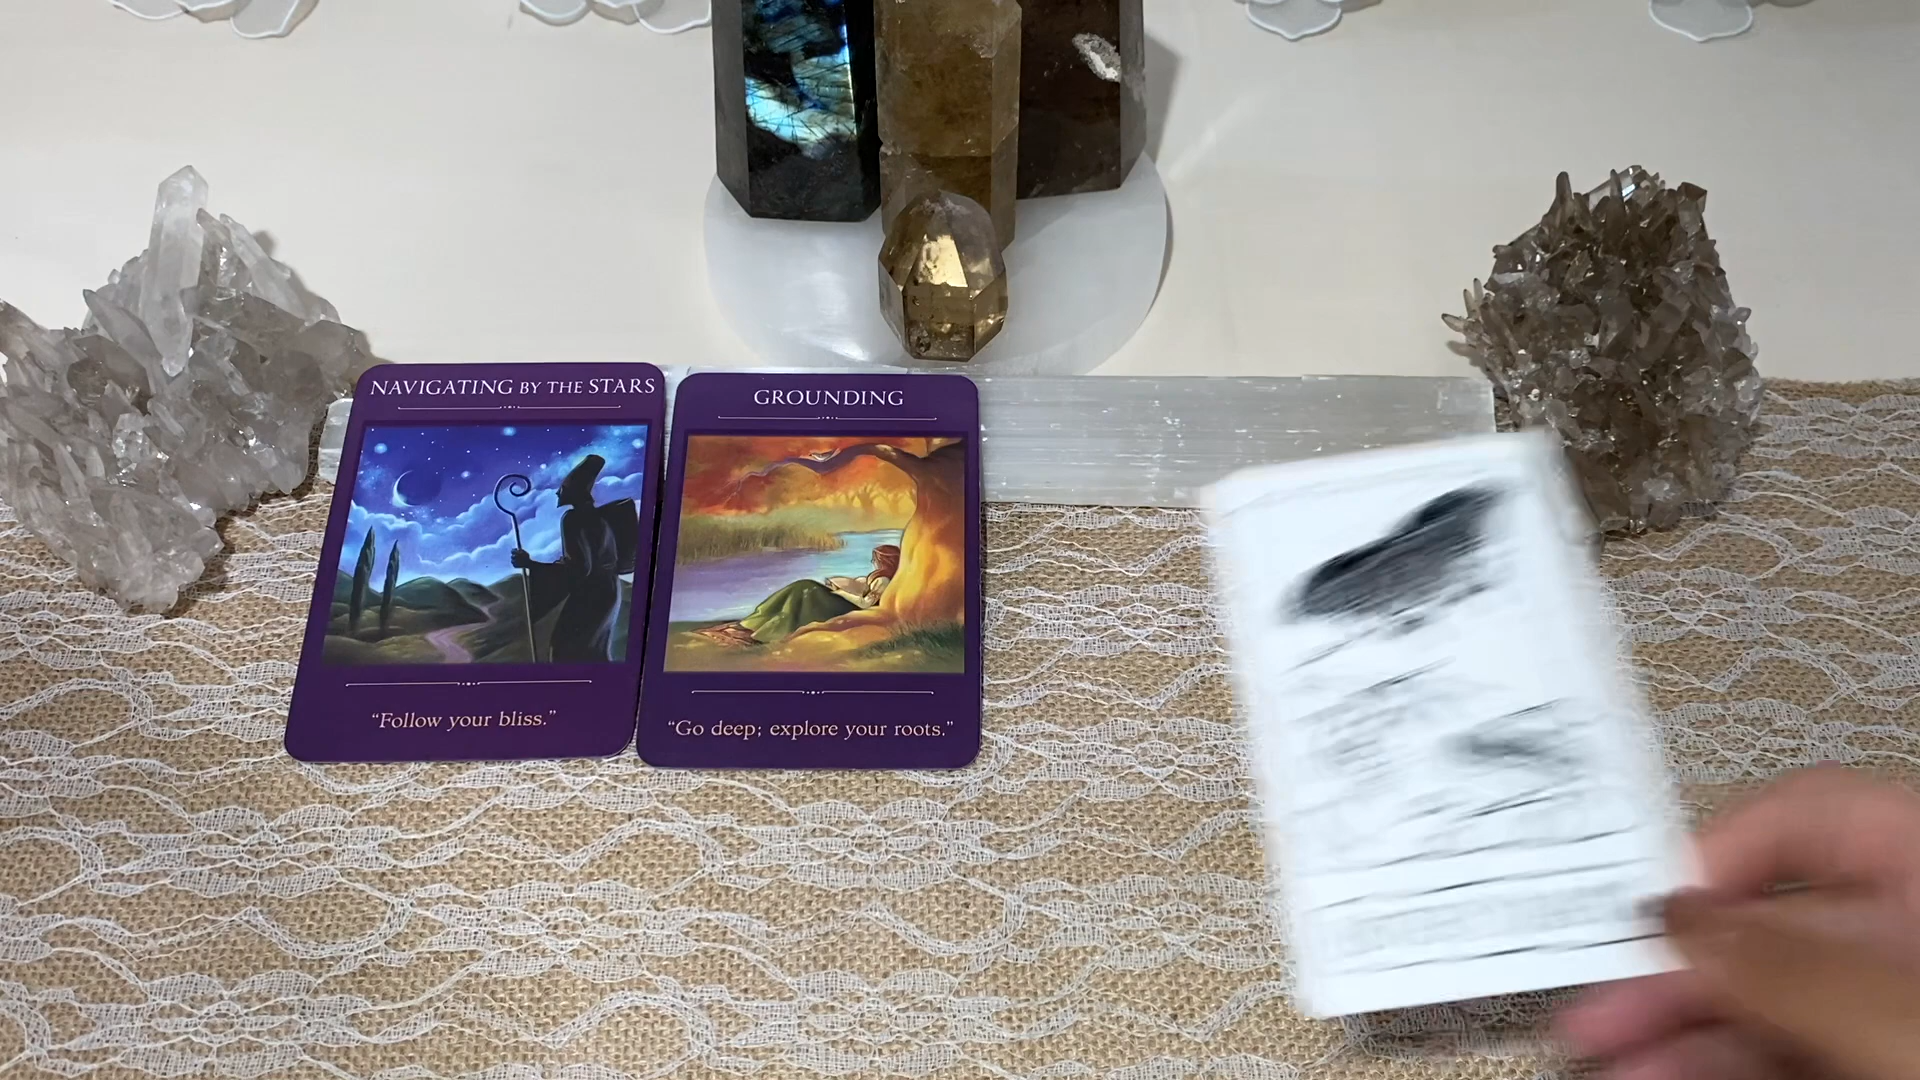 NAVIGATING BY THE STARS
"Follow your bliss."
GROUNDING
"Go deep; explore your roots."